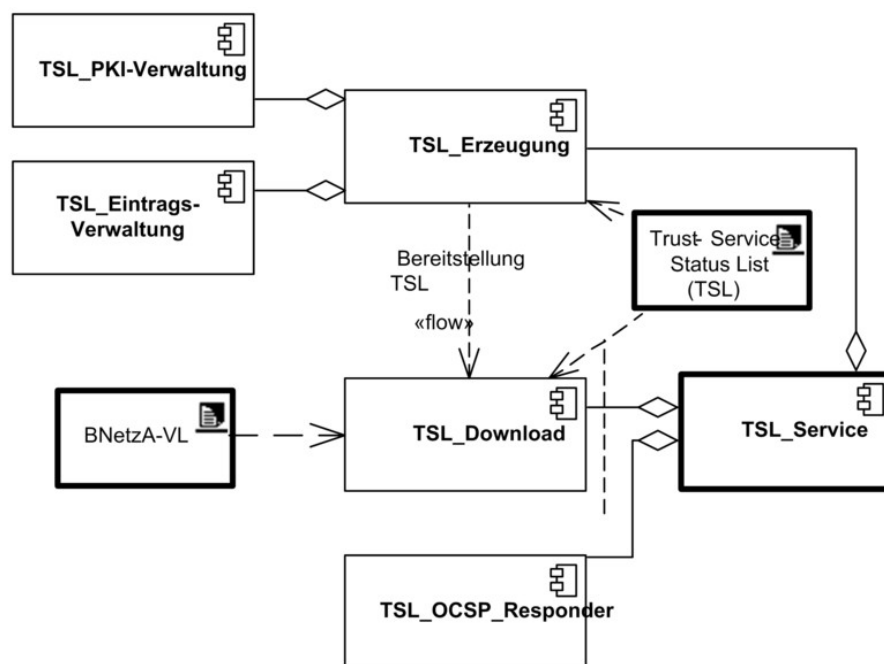 TSL_PKI-Verwaltung
TSL_Erzeugung
TSL_Eintrags-
Verwaltung
Trust- Service
Status List
(TSL)
Bereitstellung
TSL
«flow»
BNetzA-VL
TSL_Download
TSL_Service
TSL_OCSP_Responder